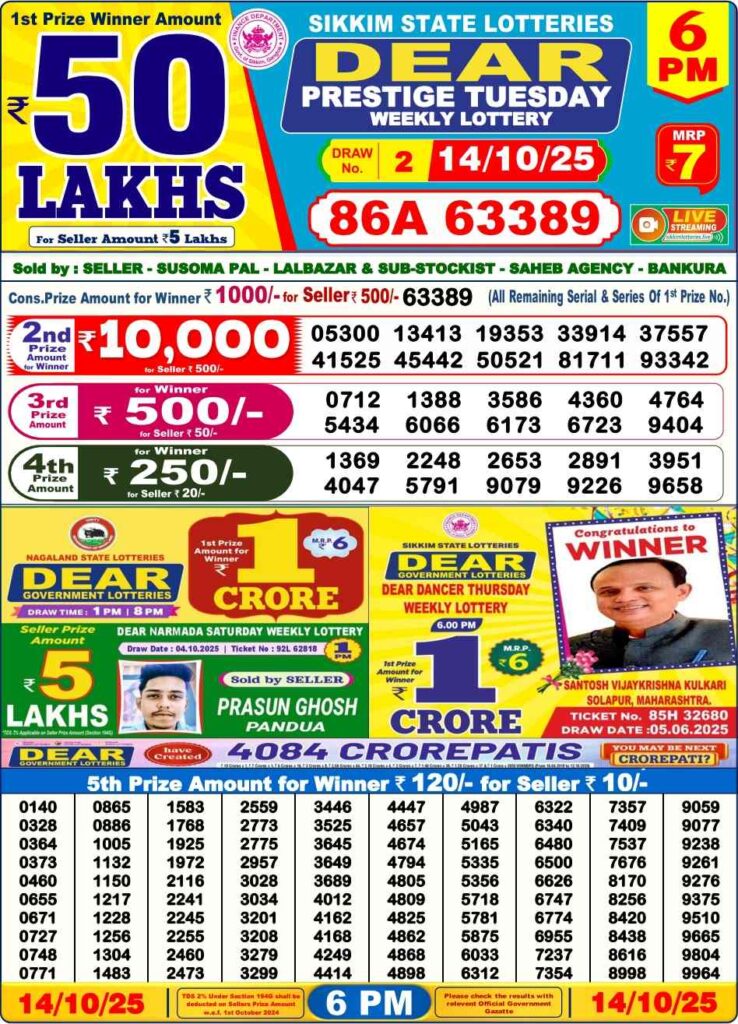 1st Prize Winner Amount
₹50
LAKHS
For Seller Amount ₹5 Lakhs
FINANCE DEPARTMENT
SIKKIM STATE LOTTERIES
DEAR
PRESTIGE TUESDAY
WEEKLY LOTTERY
6
PM
DRAW No. 2 14/10/25
MRP
₹7
86A 63389
LIVE
STREAMING
Sold by : SELLER - SUSOMA PAL - LALBAZAR & SUB-STOCKIST - SAHEB AGENCY - BANKURA
Cons.Prize Amount for Winner ₹ 1000/- for Seller ₹ 500/- 63389 (All Remaining Serial & Series Of 1st Prize No.)
2nd
Prize
Amount
for Winner
₹10,000
for Seller ₹ 500/-
05300 13413 19353 33914 37557
41525 45442 50521 81711 93342
3rd
Prize
Amount
for Winner
₹ 500/-
for Seller ₹ 50/-
0712 1388 3586 4360 4764
5434 6066 6173 6723 9404
4th
Prize
Amount
for Winner
₹ 250/-
for Seller ₹ 20/-
1369 2248 2653 2891 3951
4047 5791 9079 9226 9658
NAGALAND STATE LOTTERIES
DEAR
GOVERNMENT LOTTERIES
DRAW TIME : 1 PM | 8 PM
1st Prize
Amount for
Winner
₹
1
CRORE
M.R.P.
₹6
Seller Prize
Amount
₹5
LAKHS
DEAR NARMADA SATURDAY WEEKLY LOTTERY
Draw Date : 04.10.2025 | Ticket No : 92L 62818
1
PM
Sold by SELLER
PRASUN GHOSH
PANDUA
SIKKIM STATE LOTTERIES
DEAR
GOVERNMENT LOTTERIES
DEAR DANCER THURSDAY
WEEKLY LOTTERY
6.00 PM
1st Prize
Amount for
Winner
₹
1
CRORE
M.R.P.
₹6
Congratulations to
WINNER
SANTOSH VIJAYKRISHNA KULKARI
SOLAPUR, MAHARASHTRA.
TICKET No. 85H 32680
DRAW DATE :05.06.2025
DEAR
GOVERNMENT LOTTERIES
have
Created
4084 CROREPATIS
YOU MAY BE NEXT
CROREPATI?
5th Prize Amount for Winner ₹ 120/- for Seller ₹ 10/-
0140 0865 1583 2559 3446 4447 4987 6322 7357 9059
0328 0886 1768 2773 3525 4657 5043 6340 7409 9077
0364 1005 1925 2775 3645 4674 5165 6480 7537 9238
0373 1132 1972 2957 3649 4794 5335 6500 7676 9261
0460 1150 2116 3028 3689 4805 5356 6626 8170 9276
0655 1217 2241 3034 4012 4809 5718 6747 8256 9375
0671 1228 2245 3201 4162 4825 5781 6774 8420 9510
0727 1256 2255 3208 4168 4862 5875 6955 8438 9665
0748 1304 2460 3279 4249 4868 6033 7237 8616 9804
0771 1483 2473 3299 4414 4898 6312 7354 8998 9964
14/10/25
TDS 2% Under Section 194G shall be
deducted on Sellers Prize Amount
w.e.f. 1st October 2024
6 PM
Please check the results with
relevent Official Government
Gazatte
14/10/25